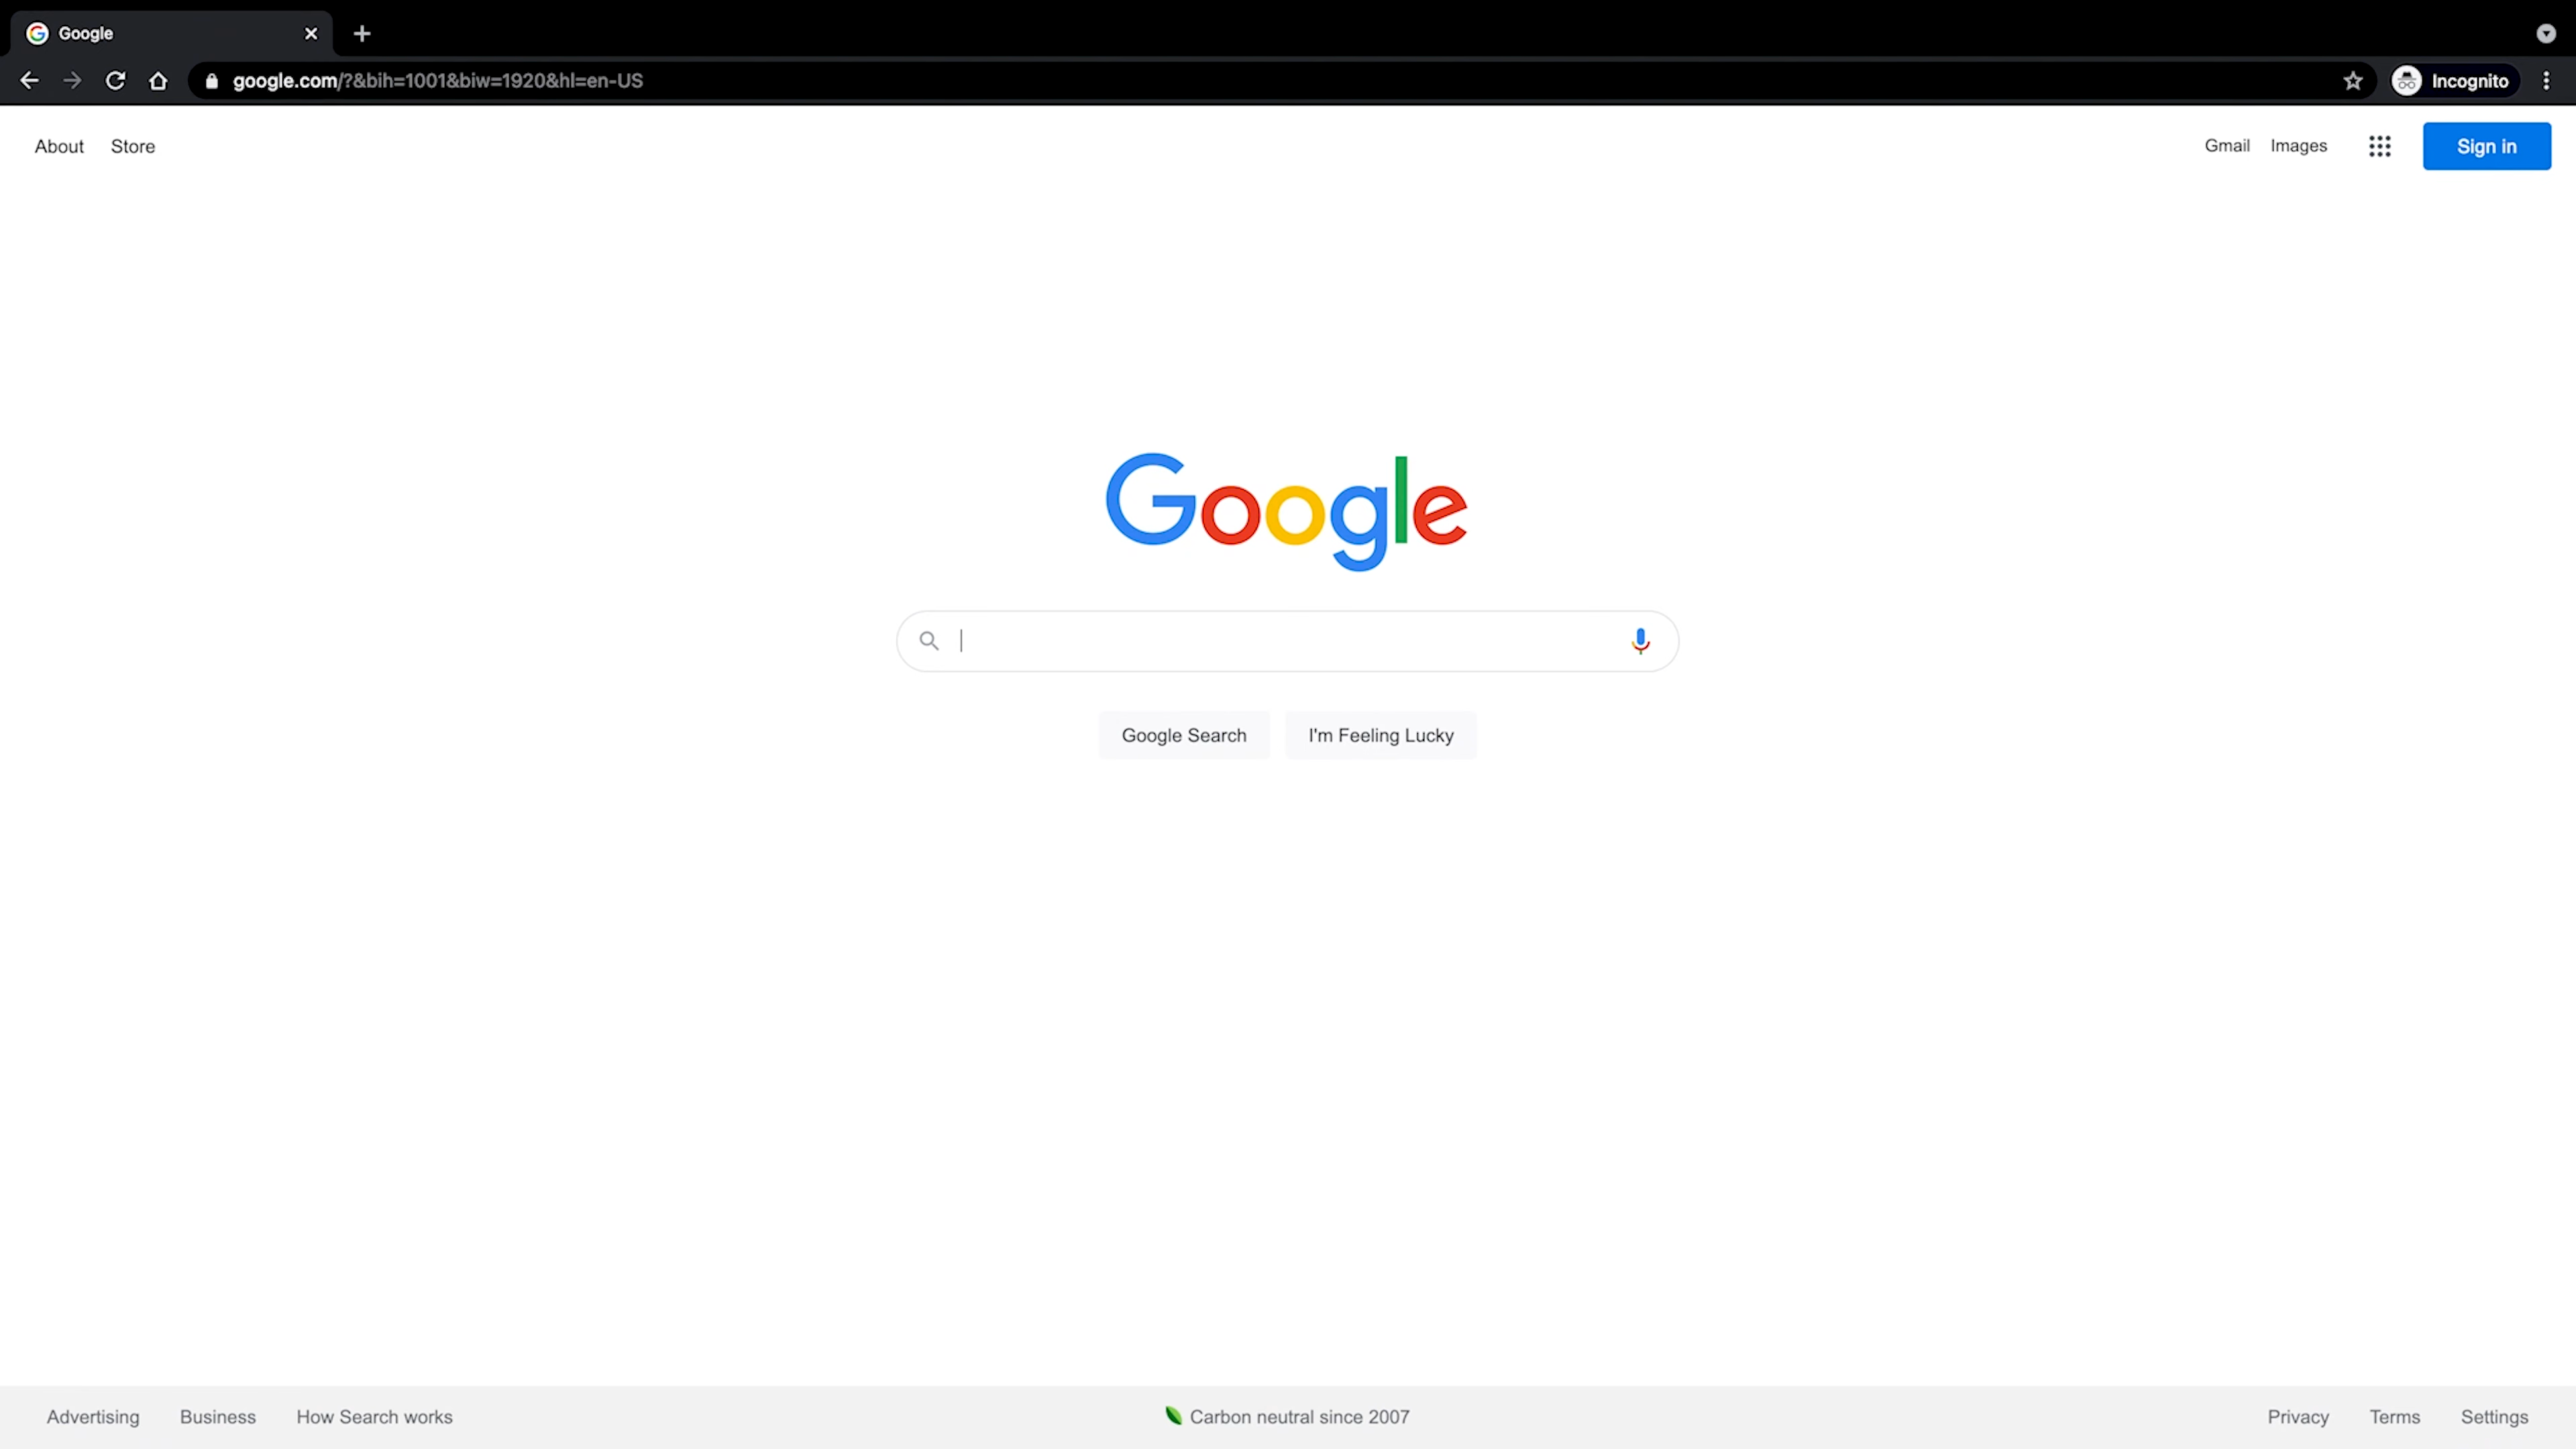 Google
google.com/?&bih=1001&biw=1920&hl=en-US
Incognito
About Store
Gmail Images Sign in
Google
Google Search I'm Feeling Lucky
Advertising Business How Search works
Carbon neutral since 2007
Privacy Terms Settings